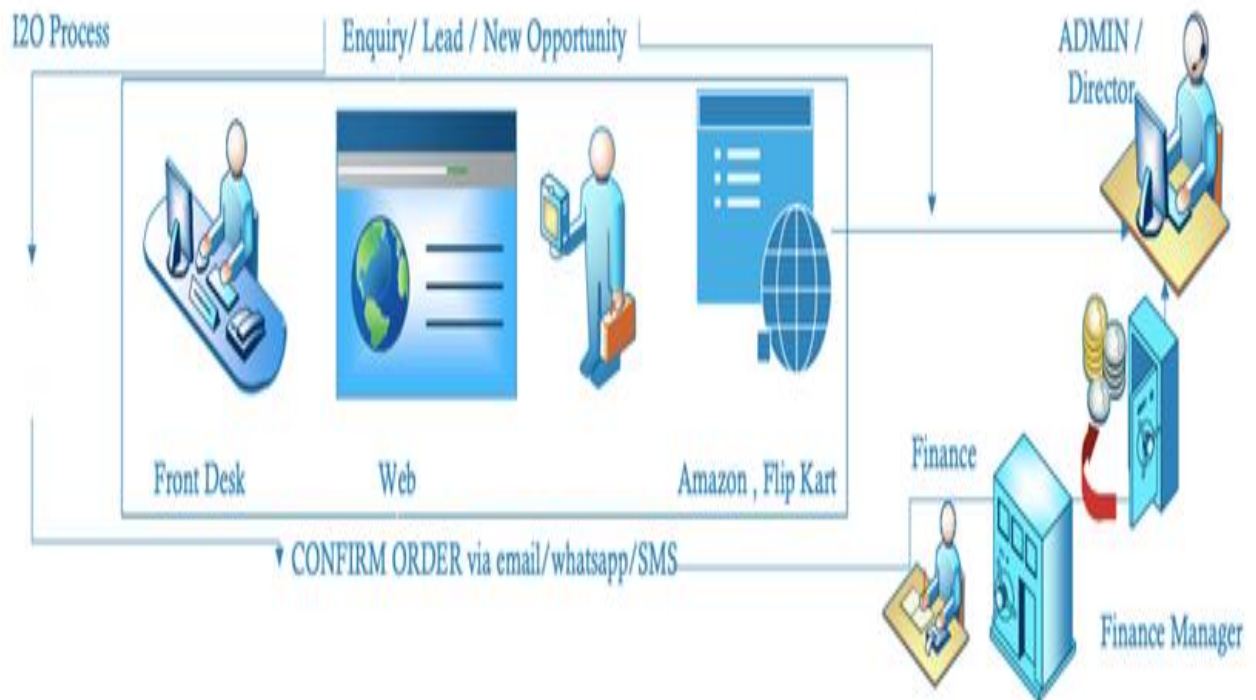 I2O Process
Enquiry/ Lead / New Opportunity
ADMIN /
Director
Front Desk
Web
Amazon , Flip Kart
Finance
CONFIRM ORDER via email/whatsapp/SMS
Finance Manager